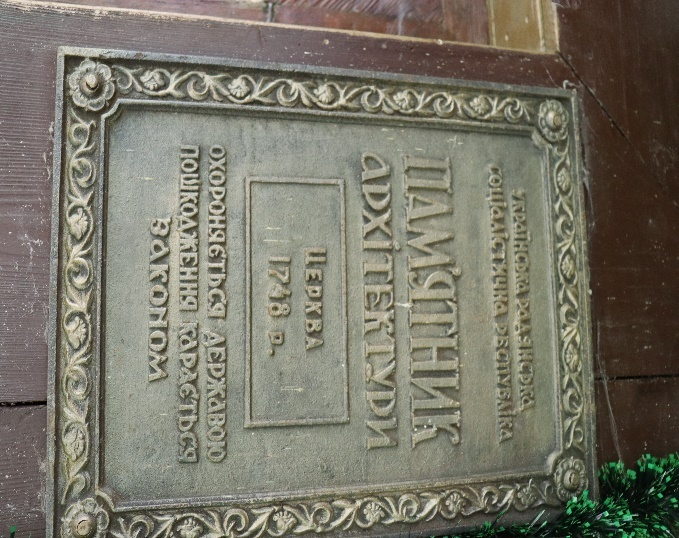 УКРАЇНСЬКА РАДЯНСЬКА
СОЦІАЛІСТИЧНА РЕСПУБЛІКА
ПАМ'ЯТНИК
АРХІТЕКТУРИ
ЦЕРКВА
1748 р.
ОХОРОНЯЄТЬСЯ ДЕРЖАВОЮ
ПОШКОДЖЕННЯ КАРАЄТЬСЯ
ЗАКОНОМ